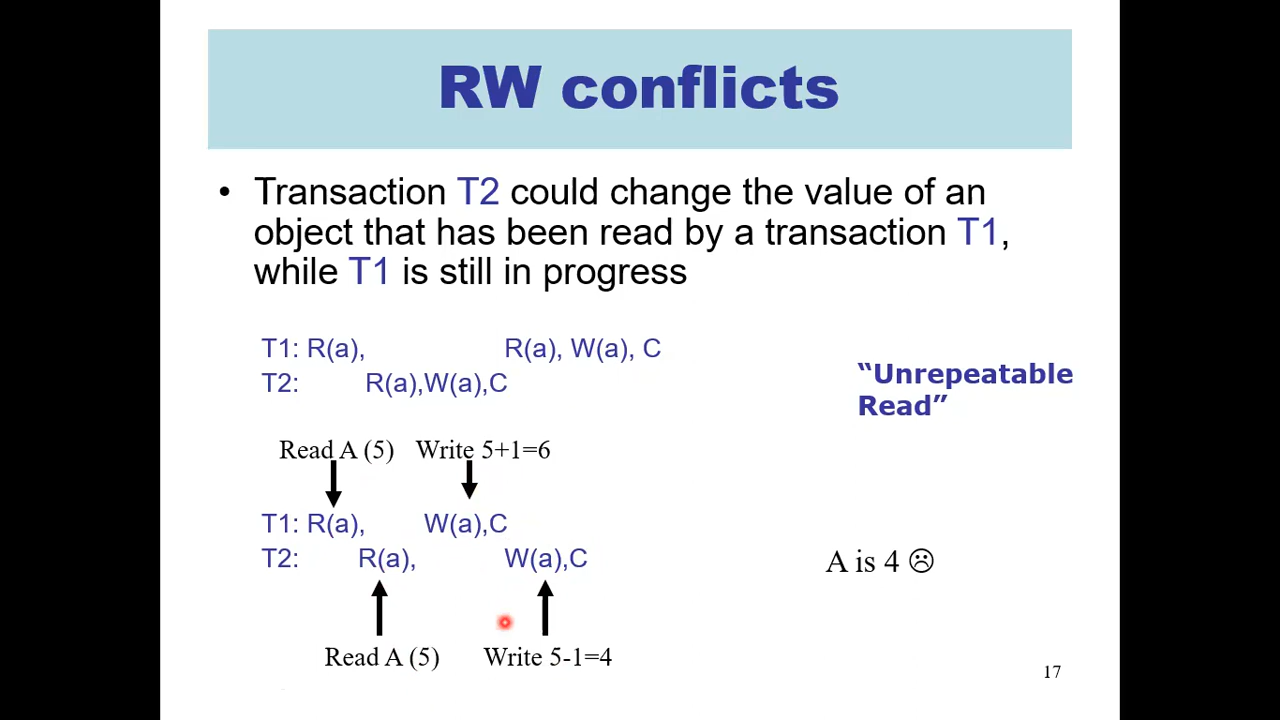 RW conflicts
• Transaction T2 could change the value of an
object that has been read by a transaction T1,
while T1 is still in progress
T1: R(a), R(a), W(a), C
T2: R(a),W(a),C
“Unrepeatable
Read”
Read A (5) Write 5+1=6
T1: R(a), W(a),C
T2: R(a), W(a),C
A is 4 ☹
Read A (5) Write 5-1=4
17